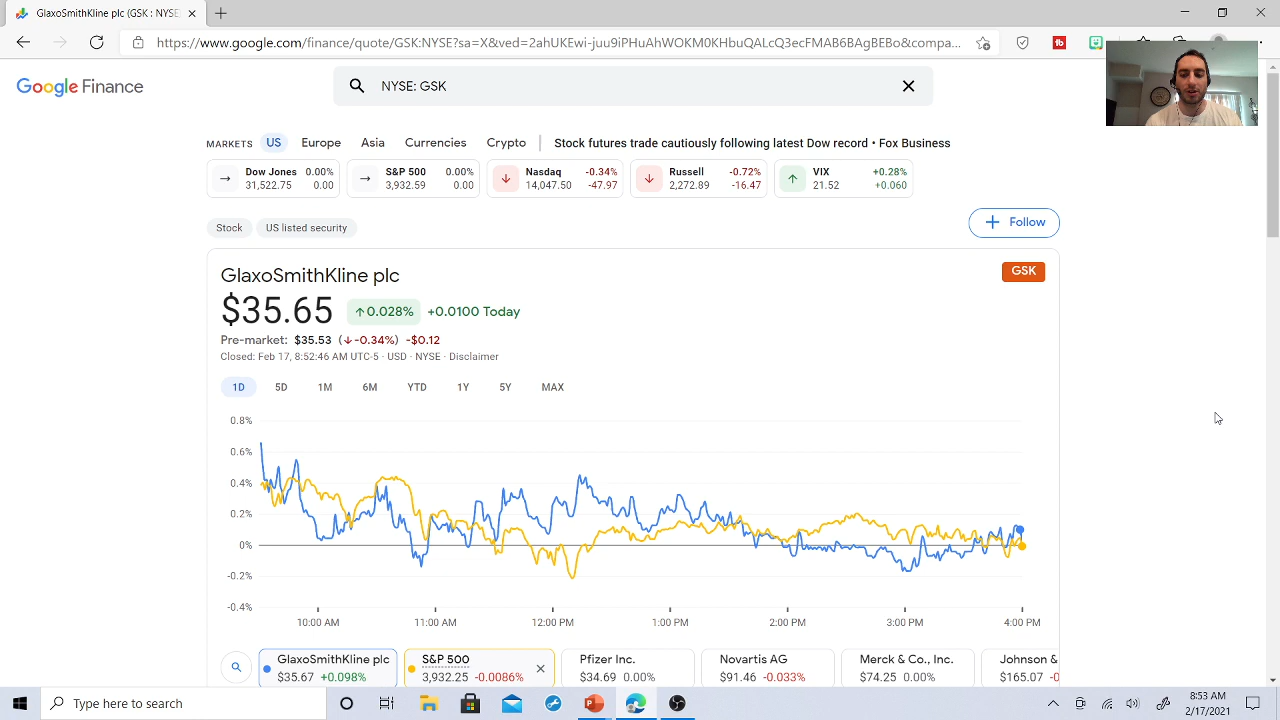 GlaxoSmithKline plc (GSK: NYSE
https://www.google.com/finance/quote/GSK:NYSE?sa=X&ved=2ahUKEwi-juu9iPHuAhWOKM0KHbuQALcQ3ecFMAB6BAgBEBo&compa...
Google Finance
NYSE: GSK
MARKETS US Europe Asia Currencies Crypto Stock futures trade cautiously following latest Dow record • Fox Business
Dow Jones 0.00%
31,522.75 0.00
S&P 500 0.00%
3,932.59 0.00
Nasdaq -0.34%
14,047.50 -47.97
Russell -0.72%
2,272.89 -16.47
VIX +0.28%
21.52 +0.060
Stock US listed security
Follow
GlaxoSmithKline plc
GSK
$35.65 0.028% +0.0100 Today
Pre-market: $35.53 (-0.34%) -$0.12
Closed: Feb 17, 8:52:46 AM UTC-5 · USD · NYSE · Disclaimer
1D 5D 1M 6M YTD 1Y 5Y MAX
0.8%
0.6%
0.4%
0.2%
0%
-0.2%
-0.4%
10:00 AM 11:00 AM 12:00 PM 1:00 PM 2:00 PM 3:00 PM 4:00 PM
GlaxoSmithKline plc
$35.67 +0.098%
S&P 500
3,932.25 -0.0086%
Pfizer Inc.
$34.69 0.00%
Novartis AG
$91.46 -0.033%
Merck & Co., Inc.
$74.25 0.00%
Johnson &
$165.07 -0
Type here to search
8:53 AM
2/17/2021